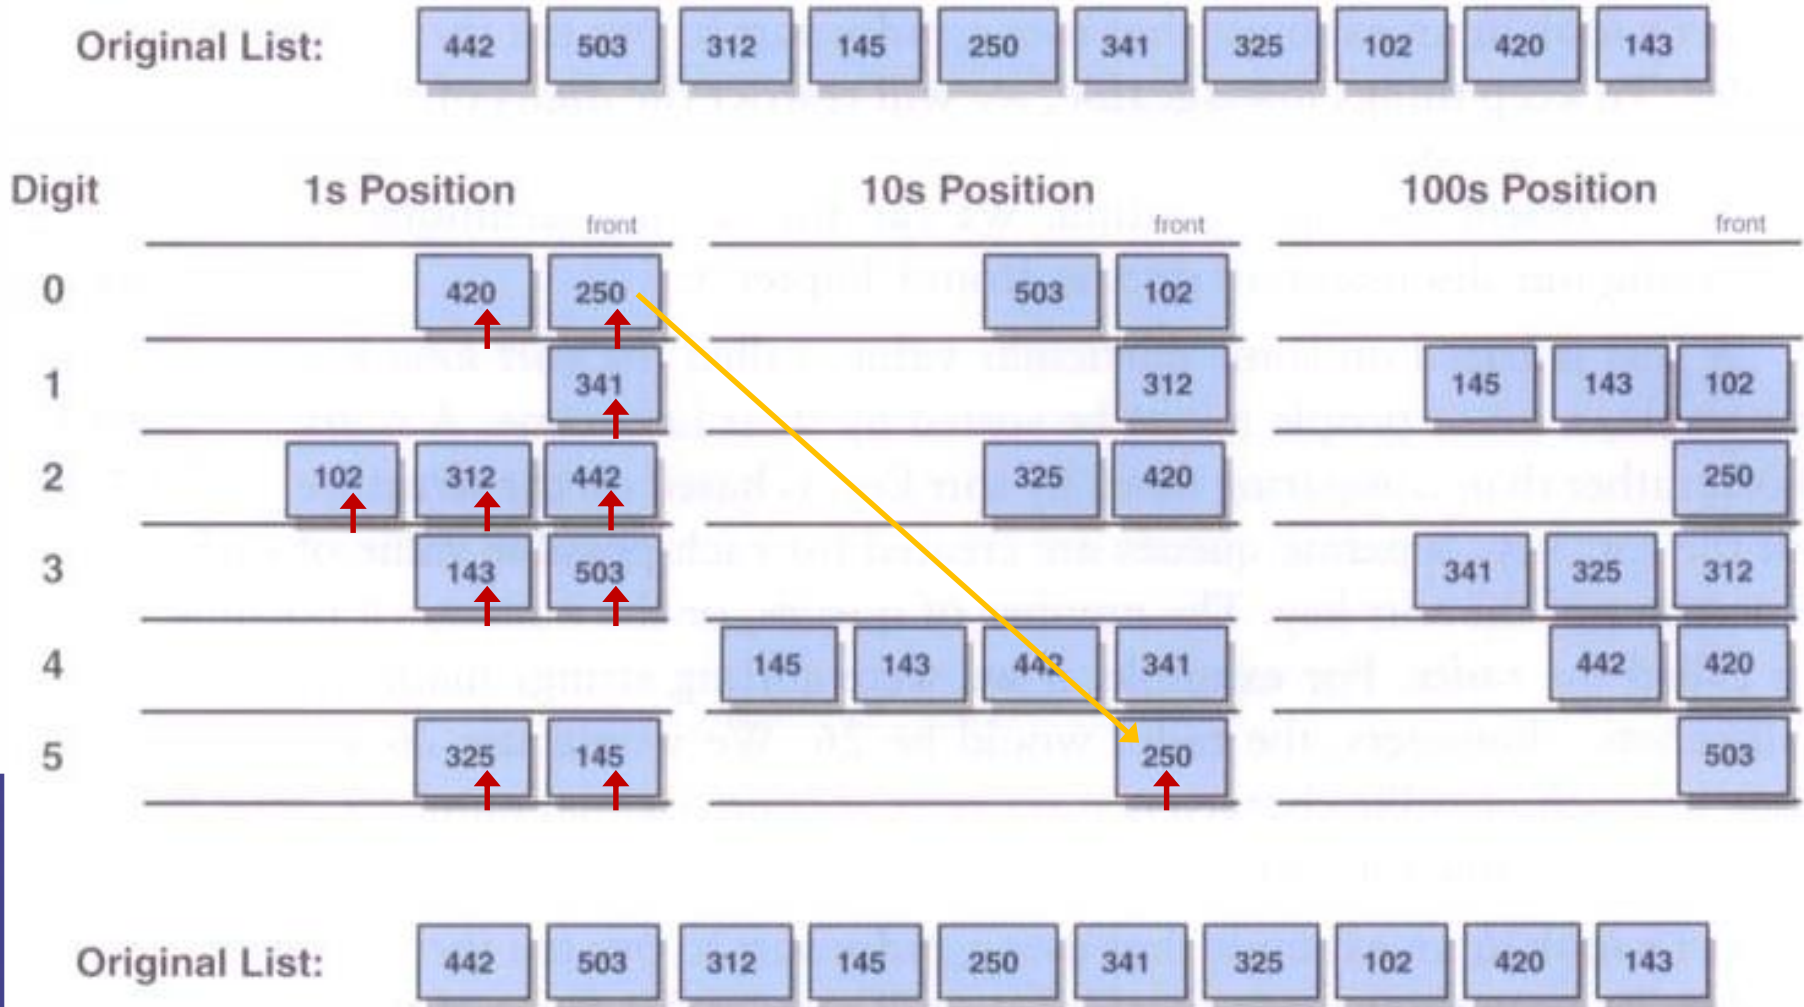 Original List: 442 503 312 145 250 341 325 102 420 143
Digit 1s Position 10s Position 100s Position
front front front
0 420 250 503 102
1 341 312 145 143 102
2 102 312 442 325 420 250
3 143 503 341 325 312
4 145 143 442 341 442 420
5 325 145 250 503
Original List: 442 503 312 145 250 341 325 102 420 143